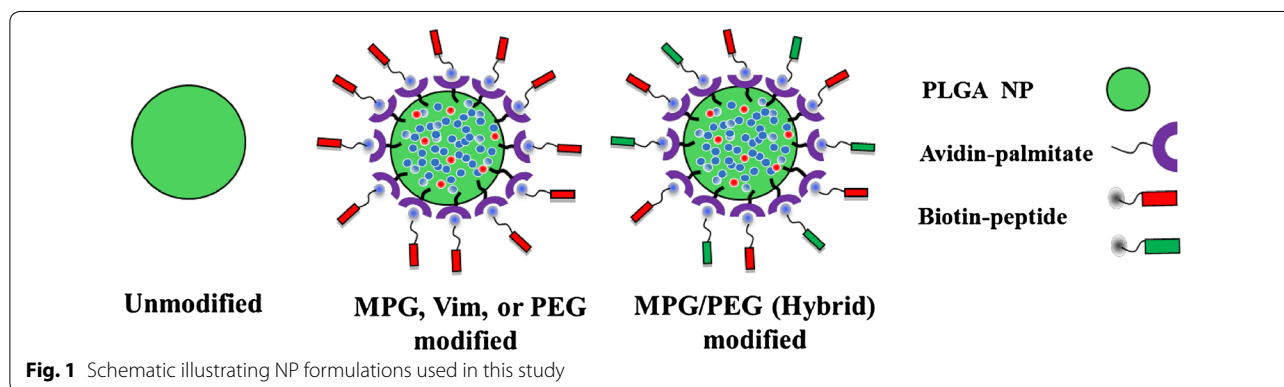 PLGA NP
Avidin-palmitate
Biotin-peptide
Unmodified
MPG, Vim, or PEG
modified
MPG/PEG (Hybrid)
modified
Fig. 1 Schematic illustrating NP formulations used in this study